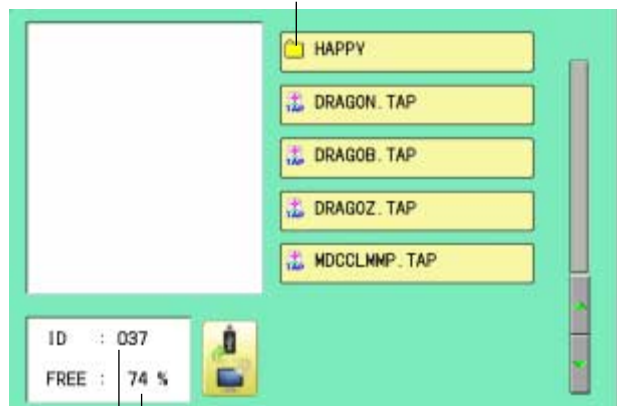 HAPPY
DRAGON.TAP
DRAGOB.TAP
DRAGOZ.TAP
MDCCLMMP.TAP
ID : 037
FREE : 74 %